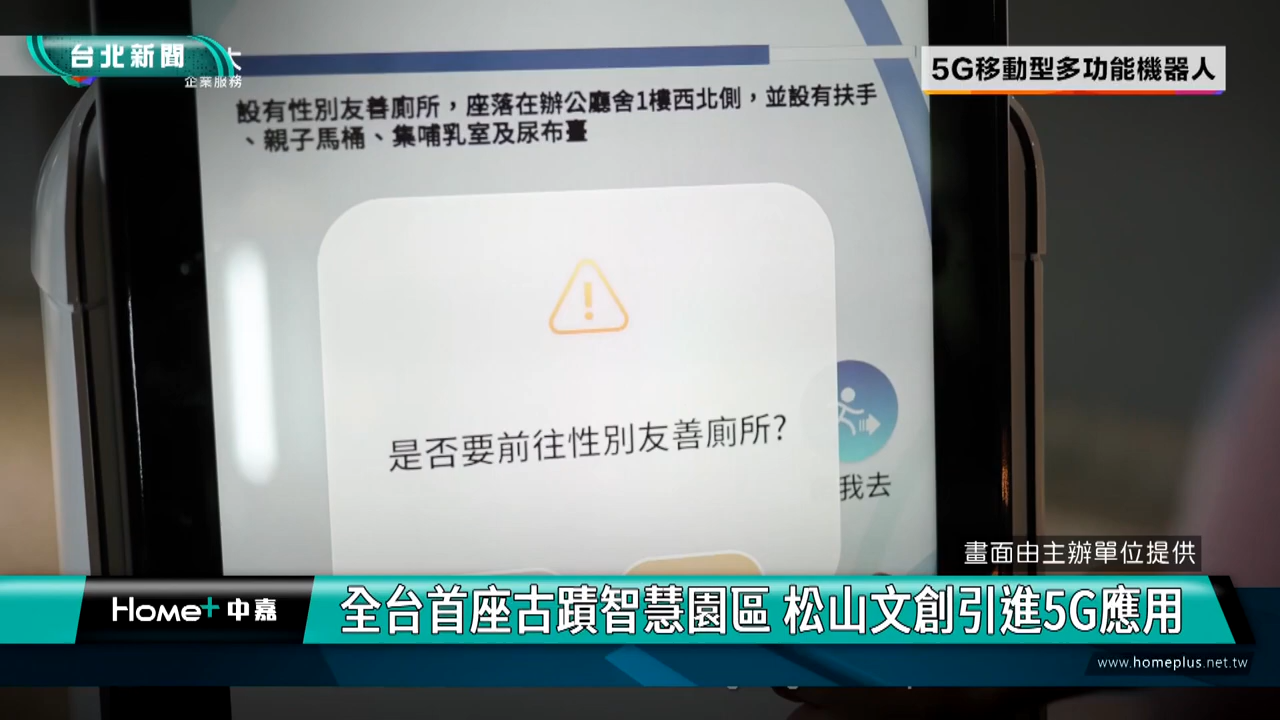 台北新聞
大
企業服務
5G移動型多功能機器人
設有性別友善廁所，座落在辦公廳舍1樓西北側，並設有扶手
、親子馬桶、集哺乳室及尿布臺
是否要前往性別友善廁所?
我去
畫面由主辦單位提供
Home+中嘉
全台首座古蹟智慧園區 松山文創引進5G應用
www.homeplus.net.tw